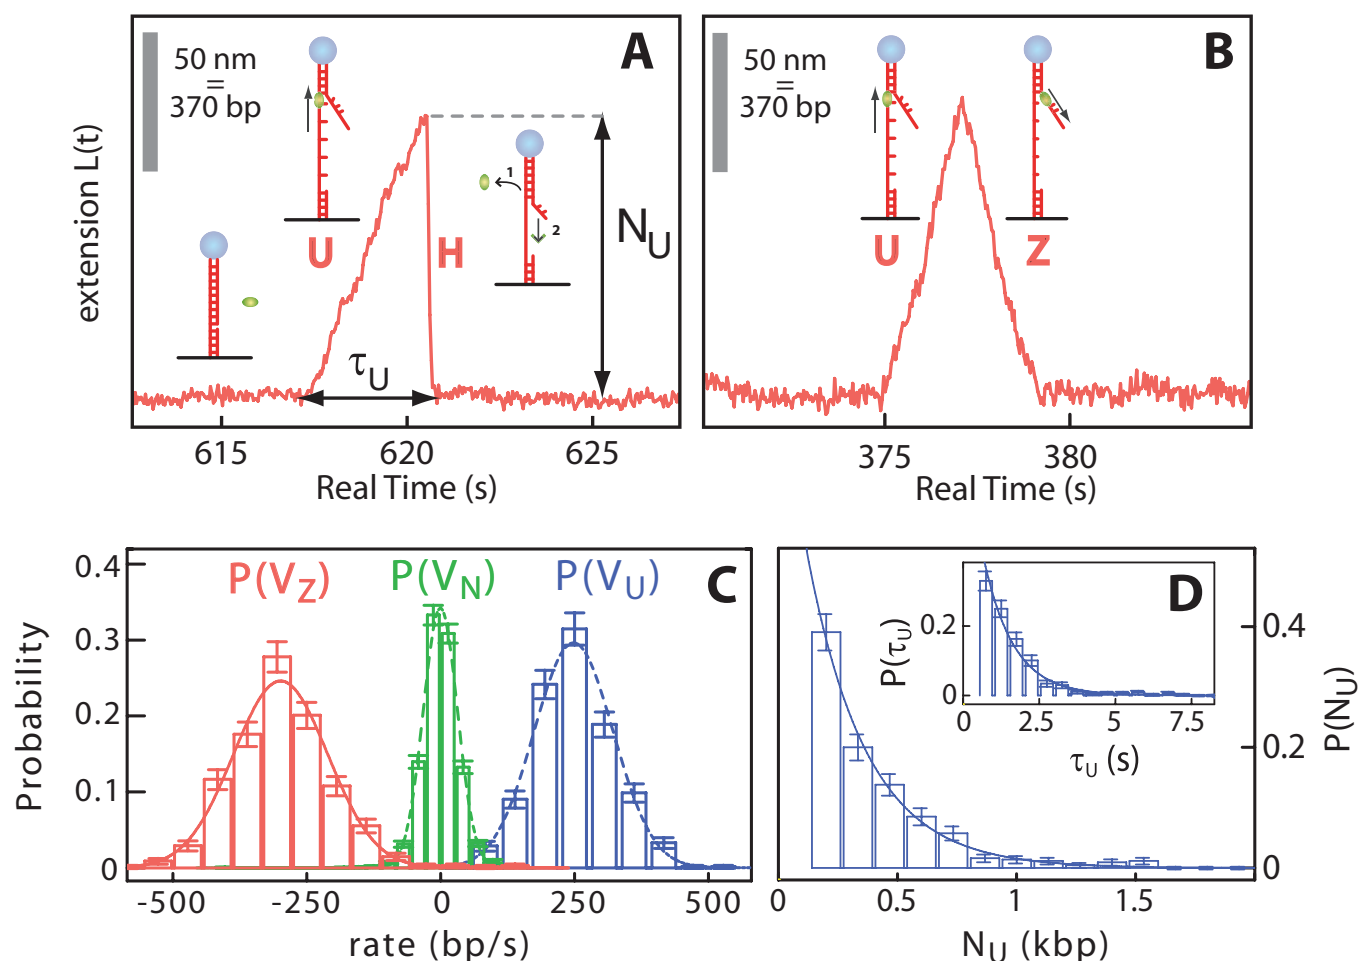 A
50 nm
=
370 bp
U
H
1
2
N_U
τ_U
extension L(t)
615
620
625
Real Time (s)
B
50 nm
=
370 bp
U
Z
375
380
Real Time (s)
C
P(V_Z)
P(V_N)
P(V_U)
Probability
0.4
0.3
0.2
0.1
0
-500
-250
0
250
500
rate (bp/s)
D
P(τ_U)
0.2
0
0
2.5
5
7.5
τ_U (s)
0.4
0.2
0
P(N_U)
0
0.5
1
1.5
N_U (kbp)